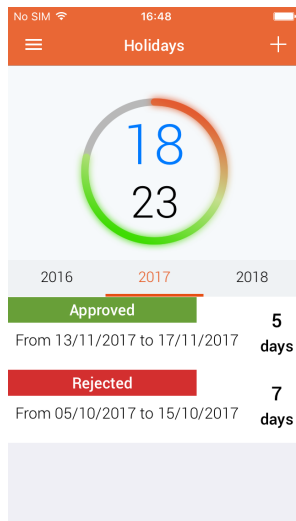 No SIM 16:48
Holidays
18
23
2016 2017 2018
Approved
5
From 13/11/2017 to 17/11/2017
days
Rejected
7
From 05/10/2017 to 15/10/2017
days